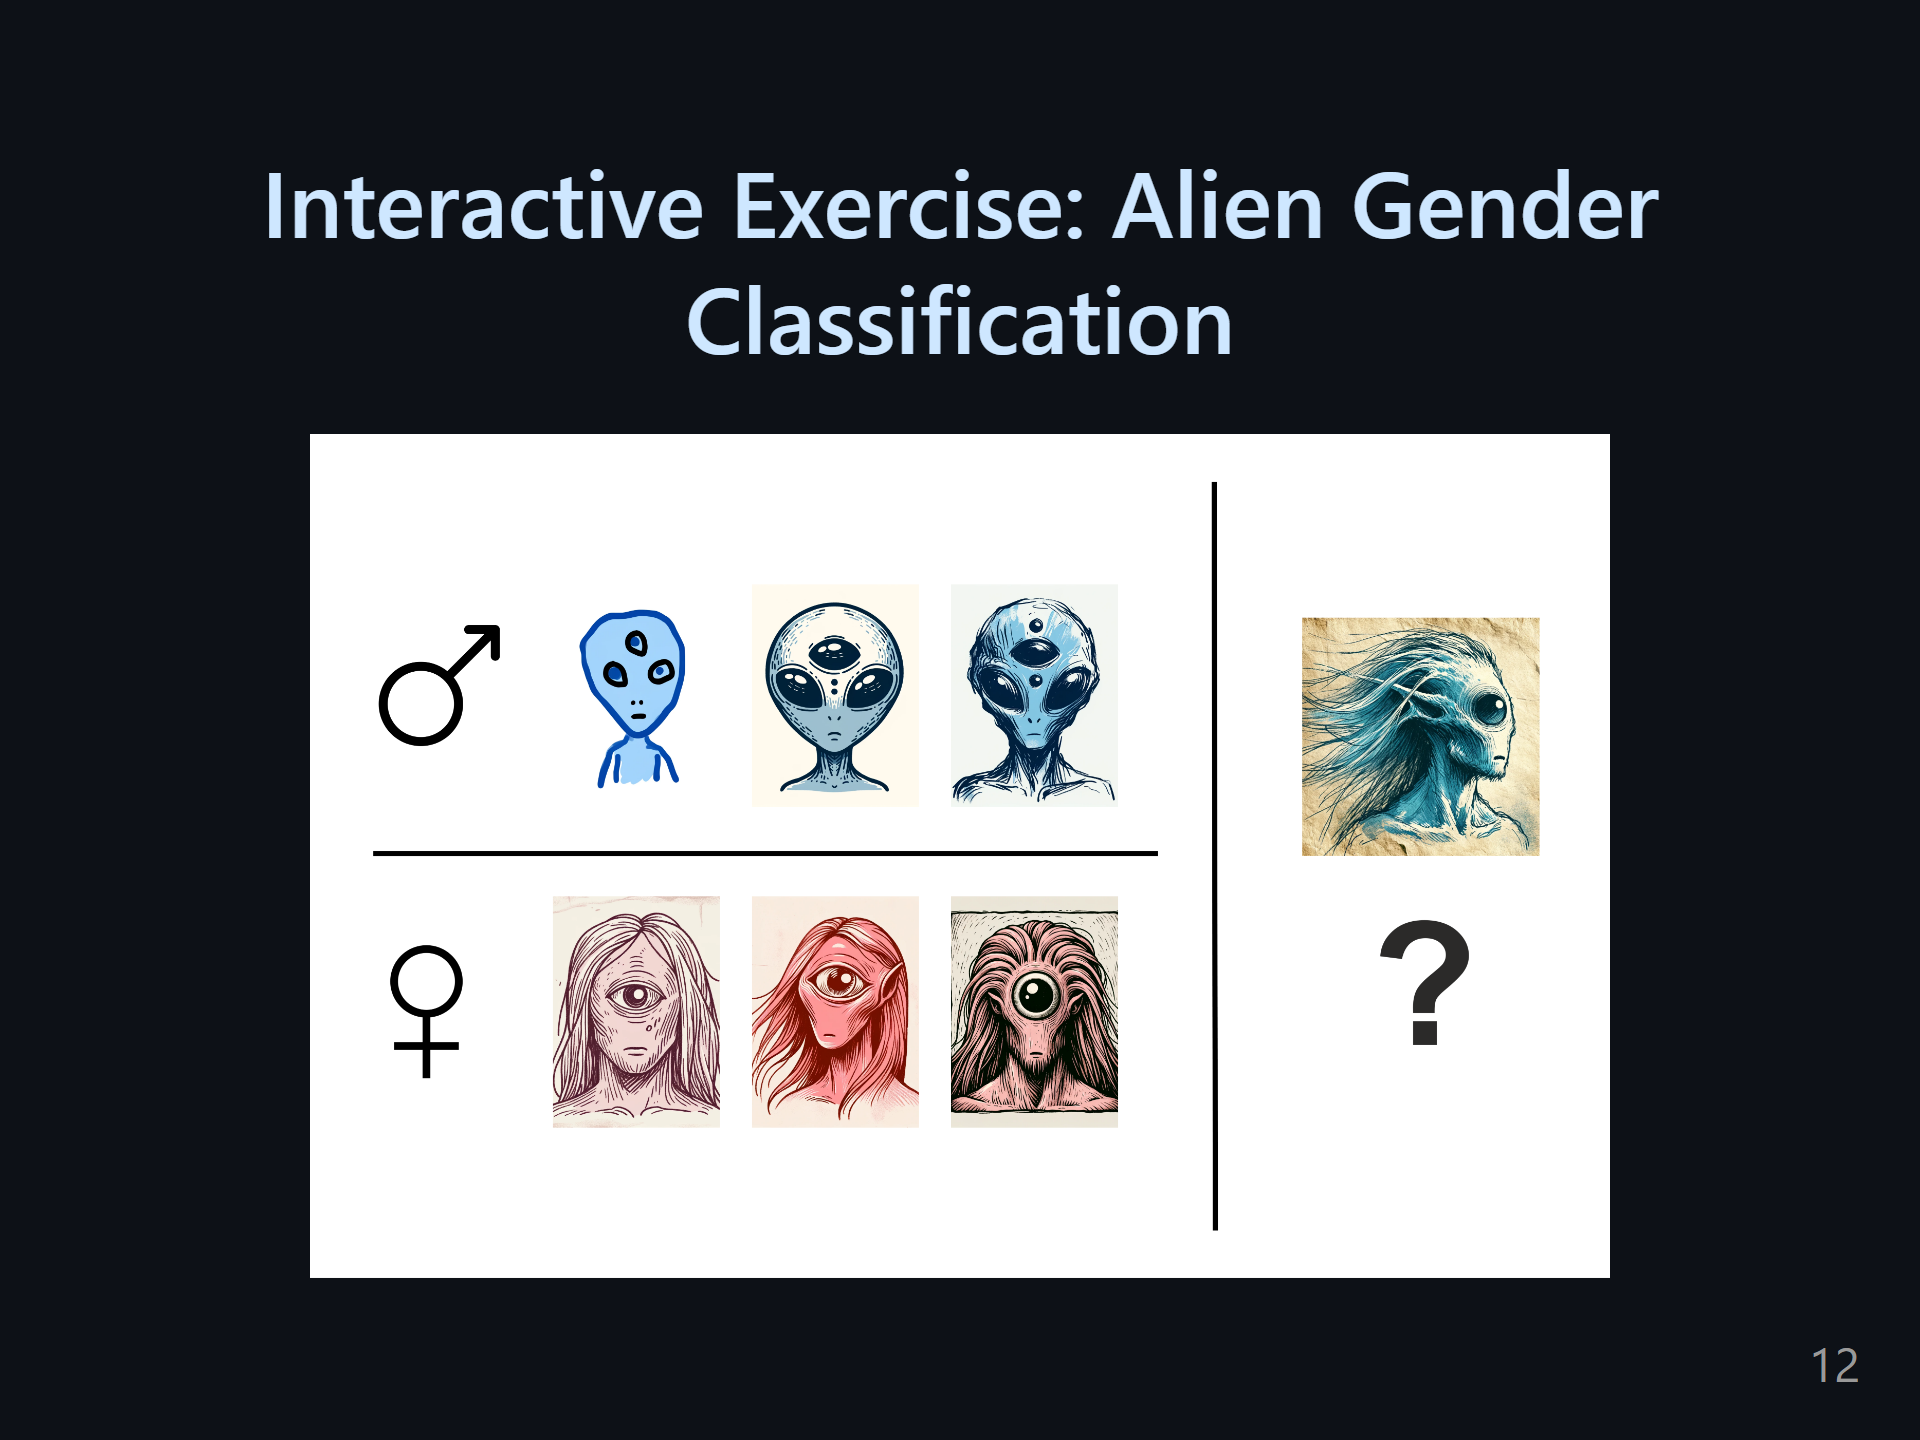 Interactive Exercise: Alien Gender
Classification
?
12